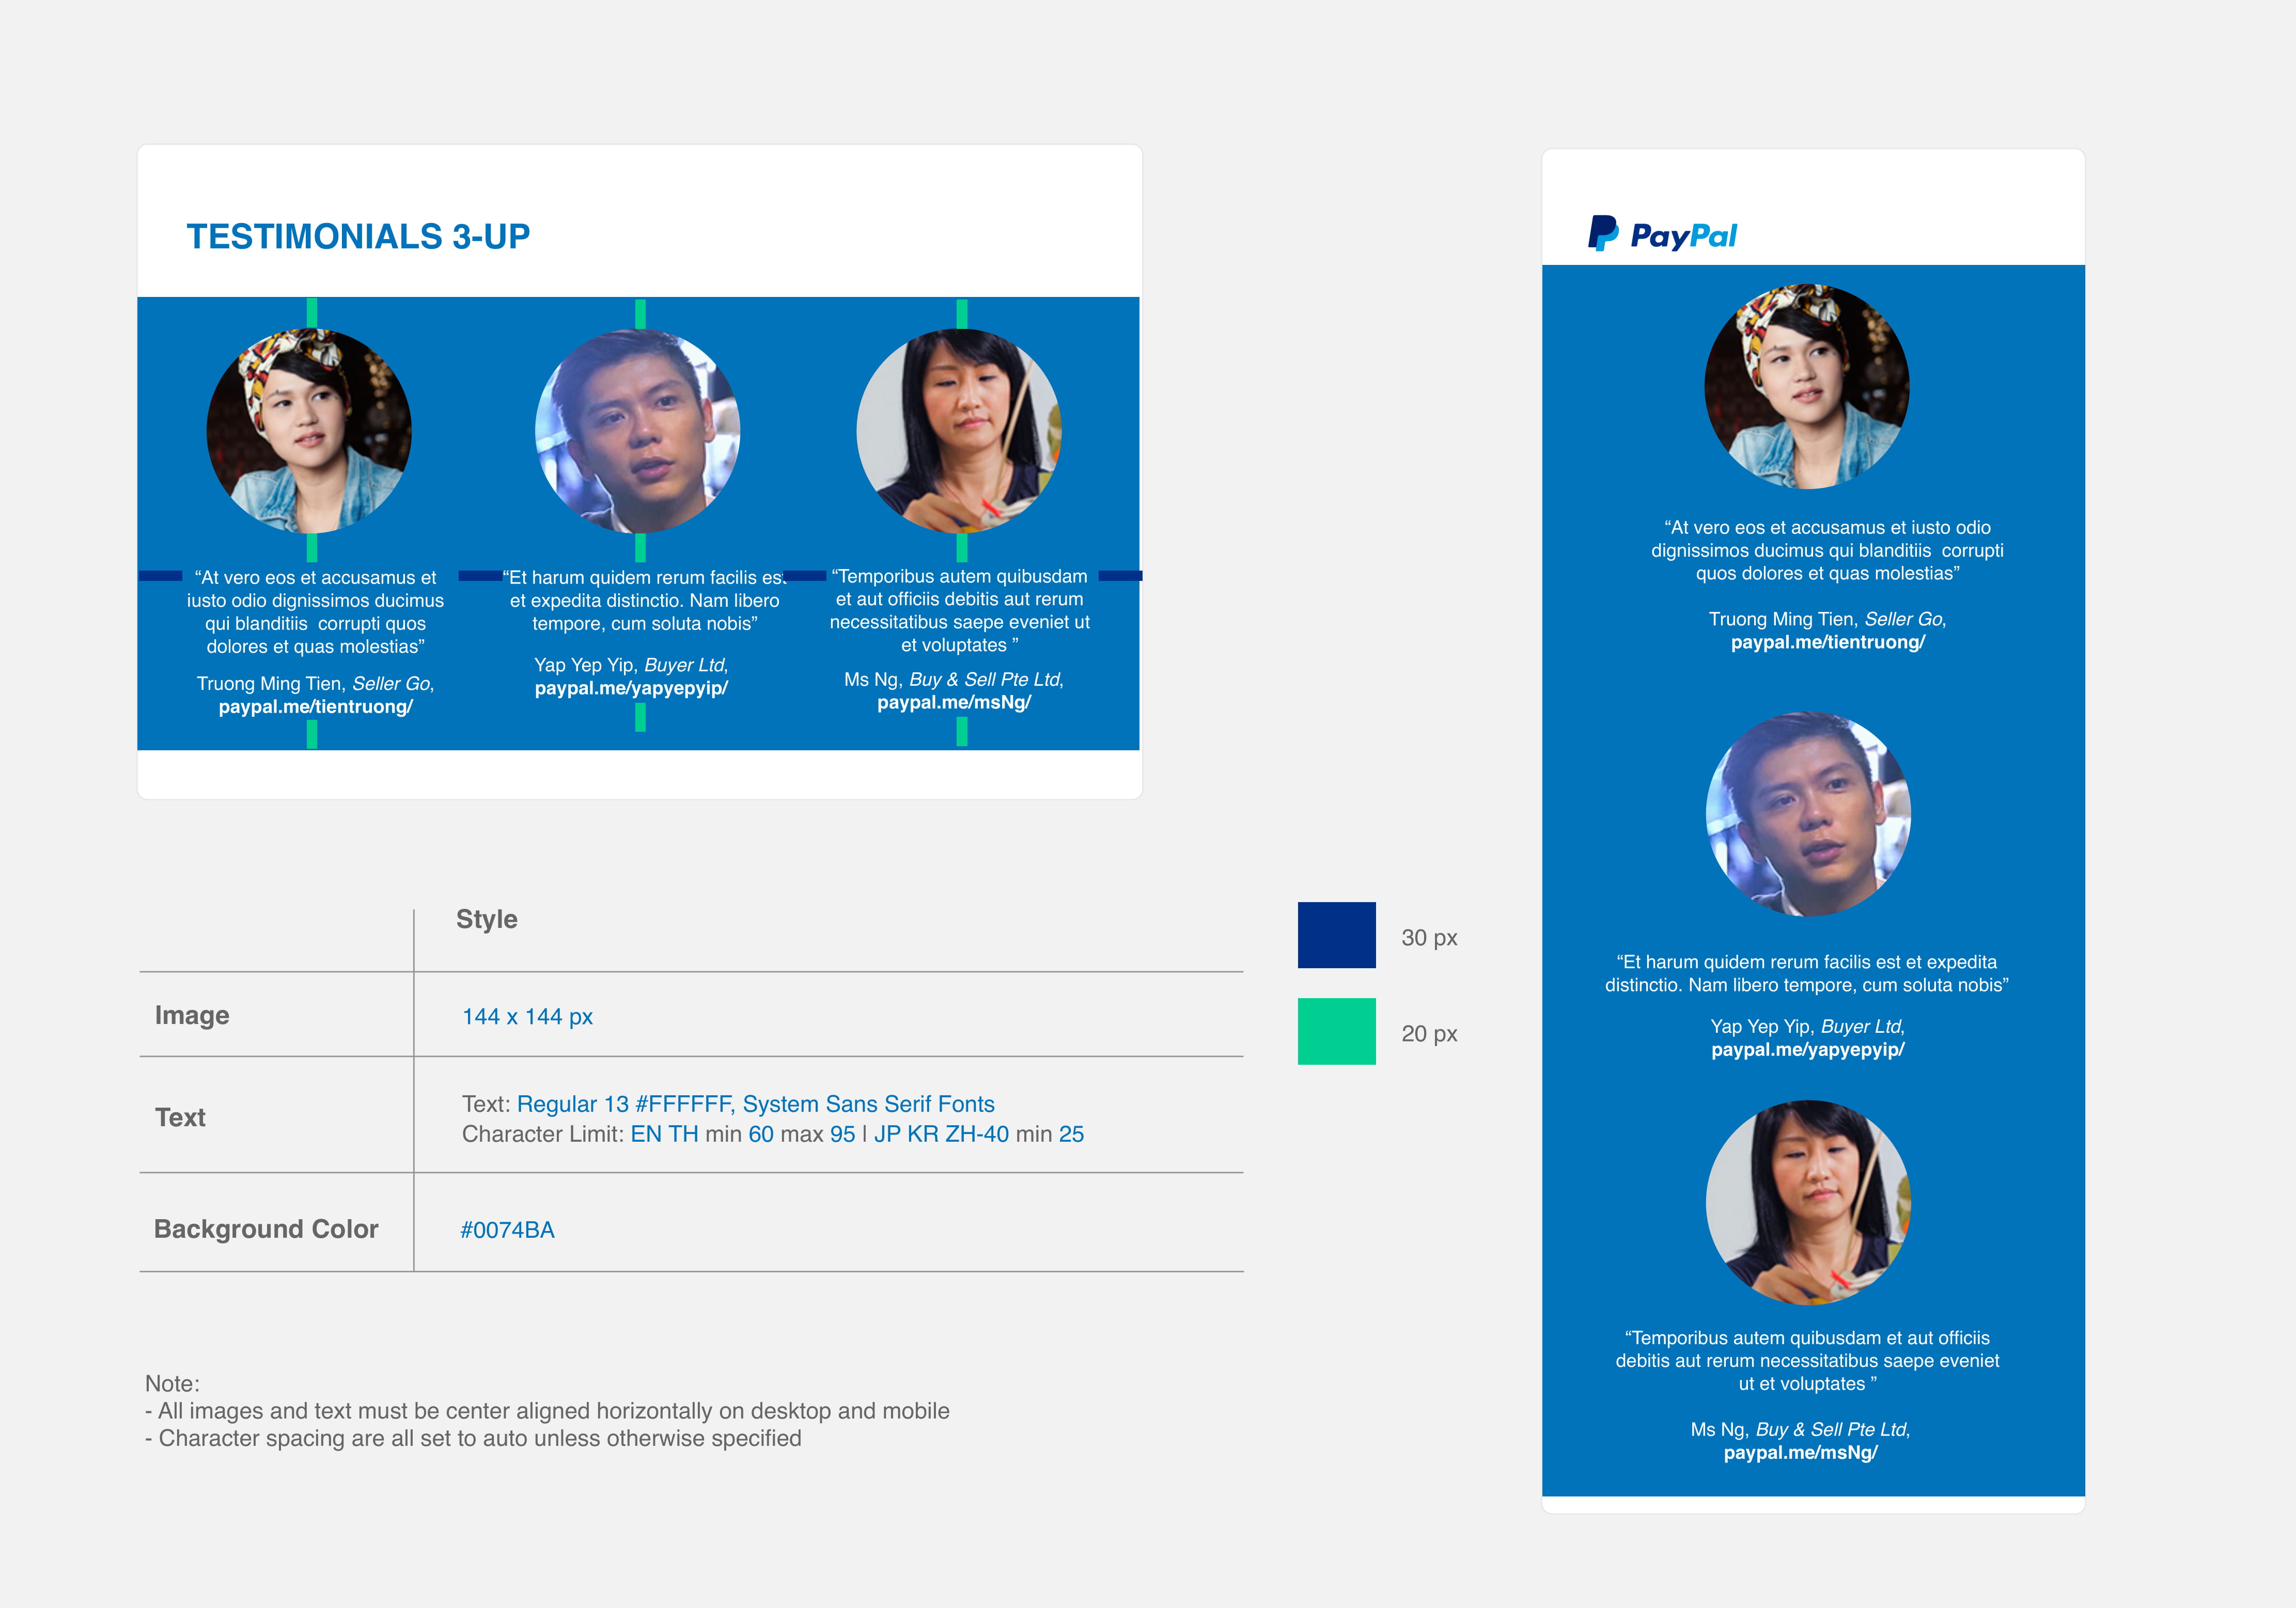 TESTIMONIALS 3-UP
“At vero eos et accusamus et
iusto odio dignissimos ducimus
qui blanditiis  corrupti quos
dolores et quas molestias”
Truong Ming Tien, Seller Go,
paypal.me/tientruong/
“Et harum quidem rerum facilis est
et expedita distinctio. Nam libero
tempore, cum soluta nobis”
Yap Yep Yip, Buyer Ltd,
paypal.me/yapyepyip/
“Temporibus autem quibusdam
et aut officiis debitis aut rerum
necessitatibus saepe eveniet ut
et voluptates ”
Ms Ng, Buy & Sell Pte Ltd,
paypal.me/msNg/
Style
Image
144 x 144 px
Text
Text: Regular 13 #FFFFFF, System Sans Serif Fonts
Character Limit: EN TH min 60 max 95 | JP KR ZH-40 min 25
Background Color
#0074BA
30 px
20 px
Note:
- All images and text must be center aligned horizontally on desktop and mobile
- Character spacing are all set to auto unless otherwise specified
PayPal
“At vero eos et accusamus et iusto odio
dignissimos ducimus qui blanditiis  corrupti
quos dolores et quas molestias”
Truong Ming Tien, Seller Go,
paypal.me/tientruong/
“Et harum quidem rerum facilis est et expedita
distinctio. Nam libero tempore, cum soluta nobis”
Yap Yep Yip, Buyer Ltd,
paypal.me/yapyepyip/
“Temporibus autem quibusdam et aut officiis
debitis aut rerum necessitatibus saepe eveniet
ut et voluptates ”
Ms Ng, Buy & Sell Pte Ltd,
paypal.me/msNg/